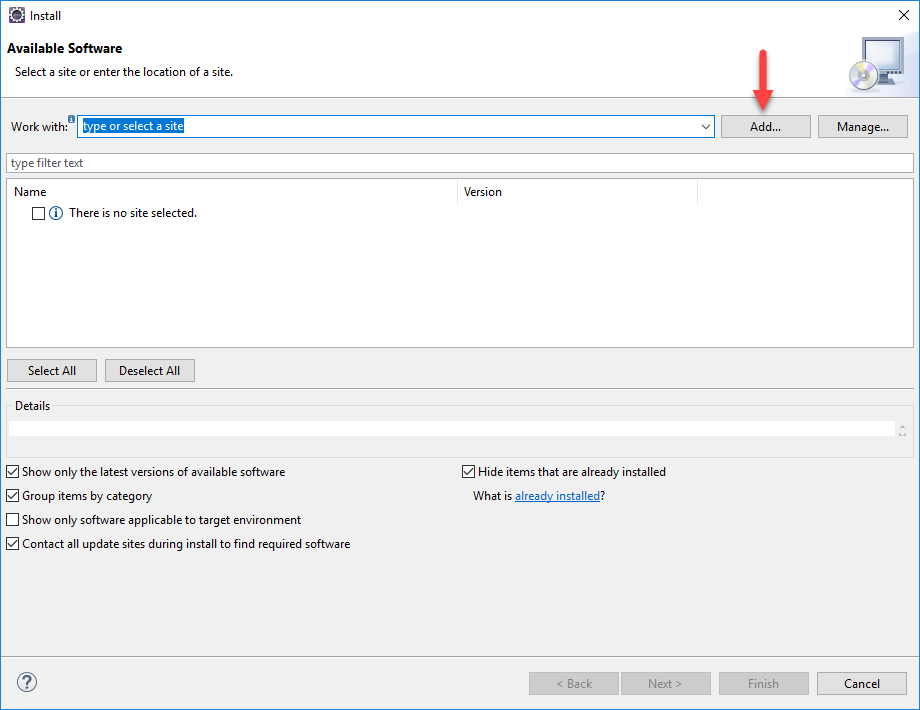 Install
Available Software
Select a site or enter the location of a site.
Work with: type or select a site Add... Manage...
type filter text
Name Version
There is no site selected.
Select All Deselect All
Details
Show only the latest versions of available software Hide items that are already installed
Group items by category What is already installed?
Show only software applicable to target environment
Contact all update sites during install to find required software
? < Back Next > Finish Cancel